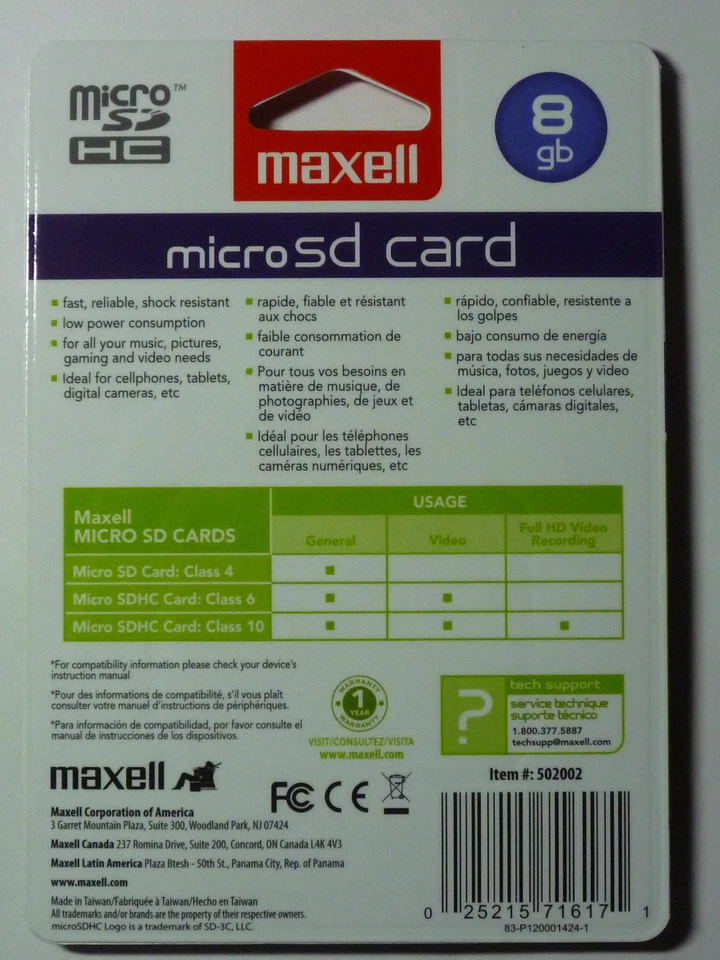 micro SD HC ™
maxell
8
gb
micro sd card
fast, reliable, shock resistant
low power consumption
for all your music, pictures,
gaming and video needs
Ideal for cellphones, tablets,
digital cameras, etc
rapide, fiable et résistant
aux chocs
faible consommation de
courant
Pour tous vos besoins en
matière de musique, de
photographies, de jeux et
de vidéo
Idéal pour les téléphones
cellulaires, les tablettes, les
caméras numériques, etc
rápido, confiable, resistente a
los golpes
bajo consumo de energía
para todas sus necesidades de
música, fotos, juegos y video
Ideal para teléfonos celulares,
tabletas, cámaras digitales,
etc
Maxell
MICRO SD CARDS
USAGE
General
Video
Full HD Video
Recording
Micro SD Card: Class 4
Micro SDHC Card: Class 6
Micro SDHC Card: Class 10
*For compatibility information please check your device's
instruction manual
*Pour des informations de compatibilité, s'il vous plaît
consulter votre manuel d'instructions de périphériques.
*Para información de compatibilidad, por favor consulte el
manual de instrucciones de los dispositivos.
WARRANTY
1
YEAR
WARRANTY
VISIT/CONSULTEZ/VISITA
www.maxell.com
?
tech support
service technique
suporte técnico
1.800.377.5887
techsupp@maxell.com
maxell
FC CE
Maxell Corporation of America
3 Garret Mountain Plaza, Suite 300, Woodland Park, NJ 07424
Maxell Canada 237 Romina Drive, Suite 200, Concord, ON Canada L4K 4V3
Maxell Latin America Plaza Btesh - 50th St., Panama City, Rep. of Panama
www.maxell.com
Made in Taiwan/Fabriquée à Taiwan/Hecho en Taiwan
All trademarks and/or brands are the property of their respective owners.
microSDHC Logo is a trademark of SD-3C, LLC.
Item #: 502002
0 25215 71617 1
83-P120001424-1